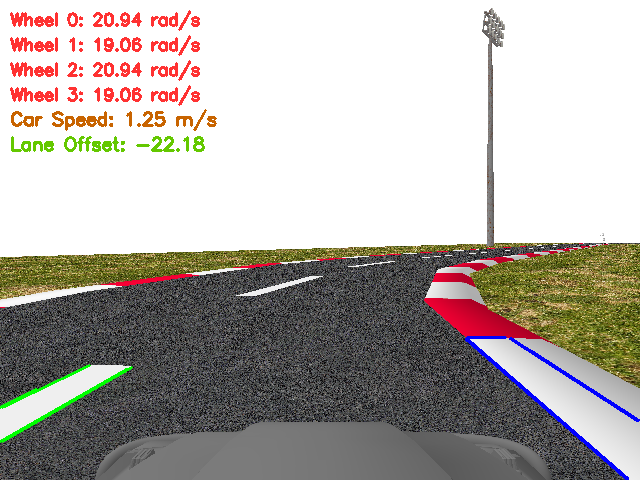 Wheel 0: 20.94 rad/s
Wheel 1: 19.06 rad/s
Wheel 2: 20.94 rad/s
Wheel 3: 19.06 rad/s
Car Speed: 1.25 m/s
Lane Offset: -22.18